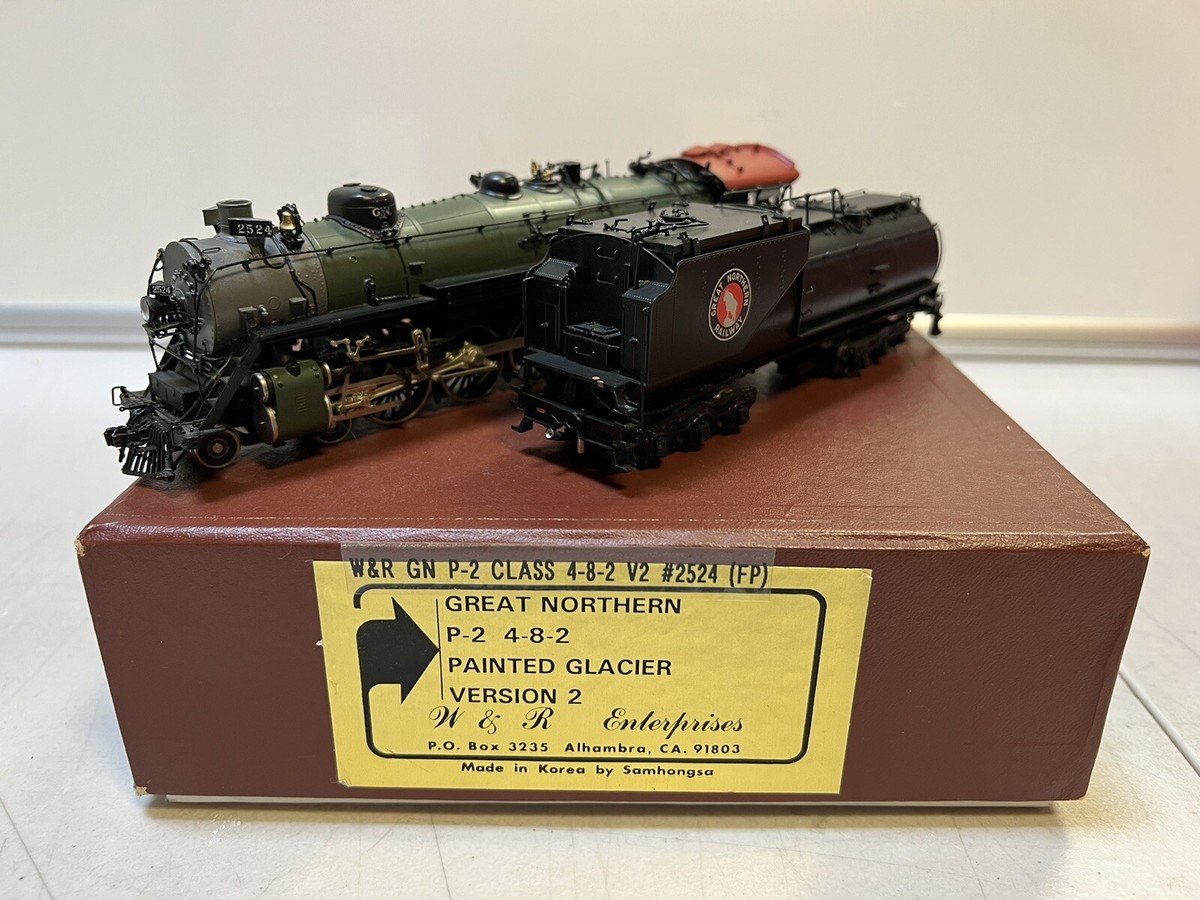 2524
GN
2524
GREAT NORTHERN
RAILWAY
W&R GN P-2 CLASS 4-8-2 V2 #2524 (FP)
GREAT NORTHERN
P-2 4-8-2
PAINTED GLACIER
VERSION 2
W & R Enterprises
P.O. Box 3235 Alhambra, CA. 91803
Made in Korea by Samhongsa